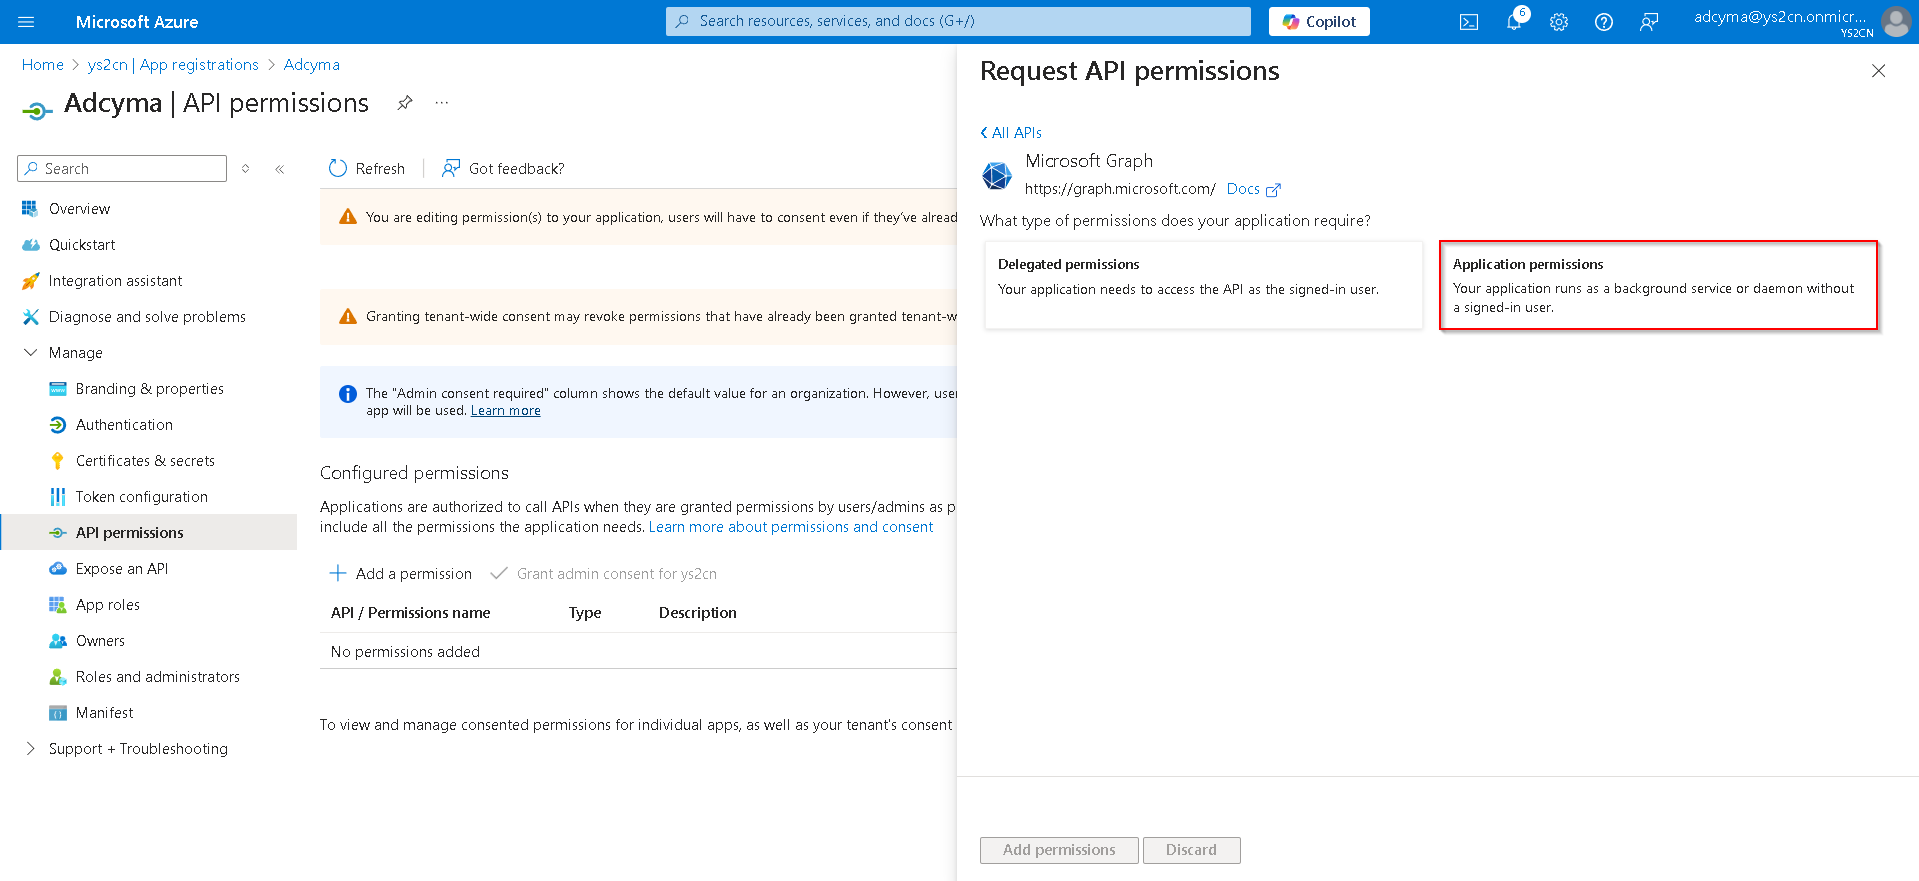 Microsoft Azure
Search resources, services, and docs (G+/)
Copilot
6
adcyma@ys2cn.onmicr...
YS2CN
Home > ys2cn | App registrations > Adcyma
Adcyma | API permissions
...
Search
Overview
Quickstart
Integration assistant
Diagnose and solve problems
Manage
Branding & properties
Authentication
Certificates & secrets
Token configuration
API permissions
Expose an API
App roles
Owners
Roles and administrators
Manifest
Support + Troubleshooting
Refresh
Got feedback?
You are editing permission(s) to your application, users will have to consent even if they've alread
Granting tenant-wide consent may revoke permissions that have already been granted tenant-w
The "Admin consent required" column shows the default value for an organization. However, use
app will be used. Learn more
Configured permissions
Applications are authorized to call APIs when they are granted permissions by users/admins as p
include all the permissions the application needs. Learn more about permissions and consent
Add a permission
Grant admin consent for ys2cn
API / Permissions name
Type
Description
No permissions added
To view and manage consented permissions for individual apps, as well as your tenant's consent
Request API permissions
All APIs
Microsoft Graph
https://graph.microsoft.com/ Docs
What type of permissions does your application require?
Delegated permissions
Your application needs to access the API as the signed-in user.
Application permissions
Your application runs as a background service or daemon without
a signed-in user.
Add permissions
Discard